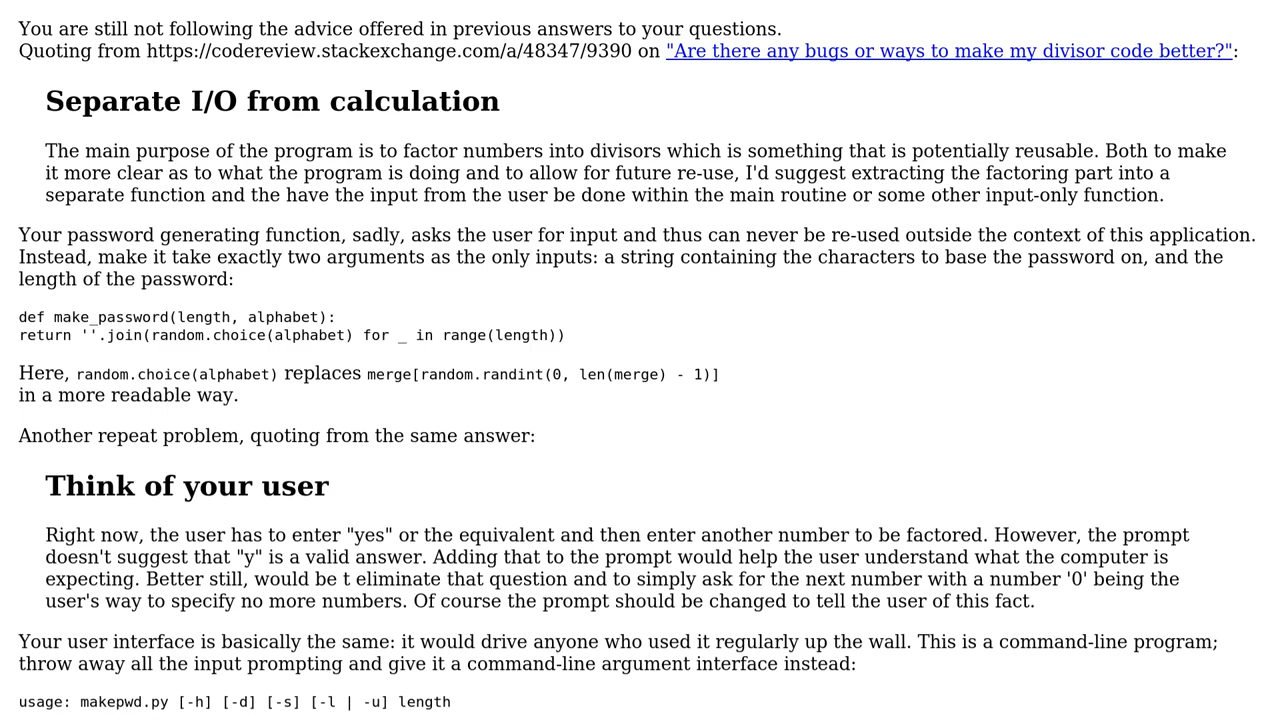 You are still not following the advice offered in previous answers to your questions.
Quoting from https://codereview.stackexchange.com/a/48347/9390 on "Are there any bugs or ways to make my divisor code better?":
Separate I/O from calculation
The main purpose of the program is to factor numbers into divisors which is something that is potentially reusable. Both to make
it more clear as to what the program is doing and to allow for future re-use, I'd suggest extracting the factoring part into a
separate function and the have the input from the user be done within the main routine or some other input-only function.
Your password generating function, sadly, asks the user for input and thus can never be re-used outside the context of this application.
Instead, make it take exactly two arguments as the only inputs: a string containing the characters to base the password on, and the
length of the password:
def make_password(length, alphabet):
return ''.join(random.choice(alphabet) for _ in range(length))
Here, random.choice(alphabet) replaces merge[random.randint(0, len(merge) - 1)]
in a more readable way.
Another repeat problem, quoting from the same answer:
Think of your user
Right now, the user has to enter "yes" or the equivalent and then enter another number to be factored. However, the prompt
doesn't suggest that "y" is a valid answer. Adding that to the prompt would help the user understand what the computer is
expecting. Better still, would be t eliminate that question and to simply ask for the next number with a number '0' being the
user's way to specify no more numbers. Of course the prompt should be changed to tell the user of this fact.
Your user interface is basically the same: it would drive anyone who used it regularly up the wall. This is a command-line program;
throw away all the input prompting and give it a command-line argument interface instead:
usage: makepwd.py [-h] [-d] [-s] [-l | -u] length